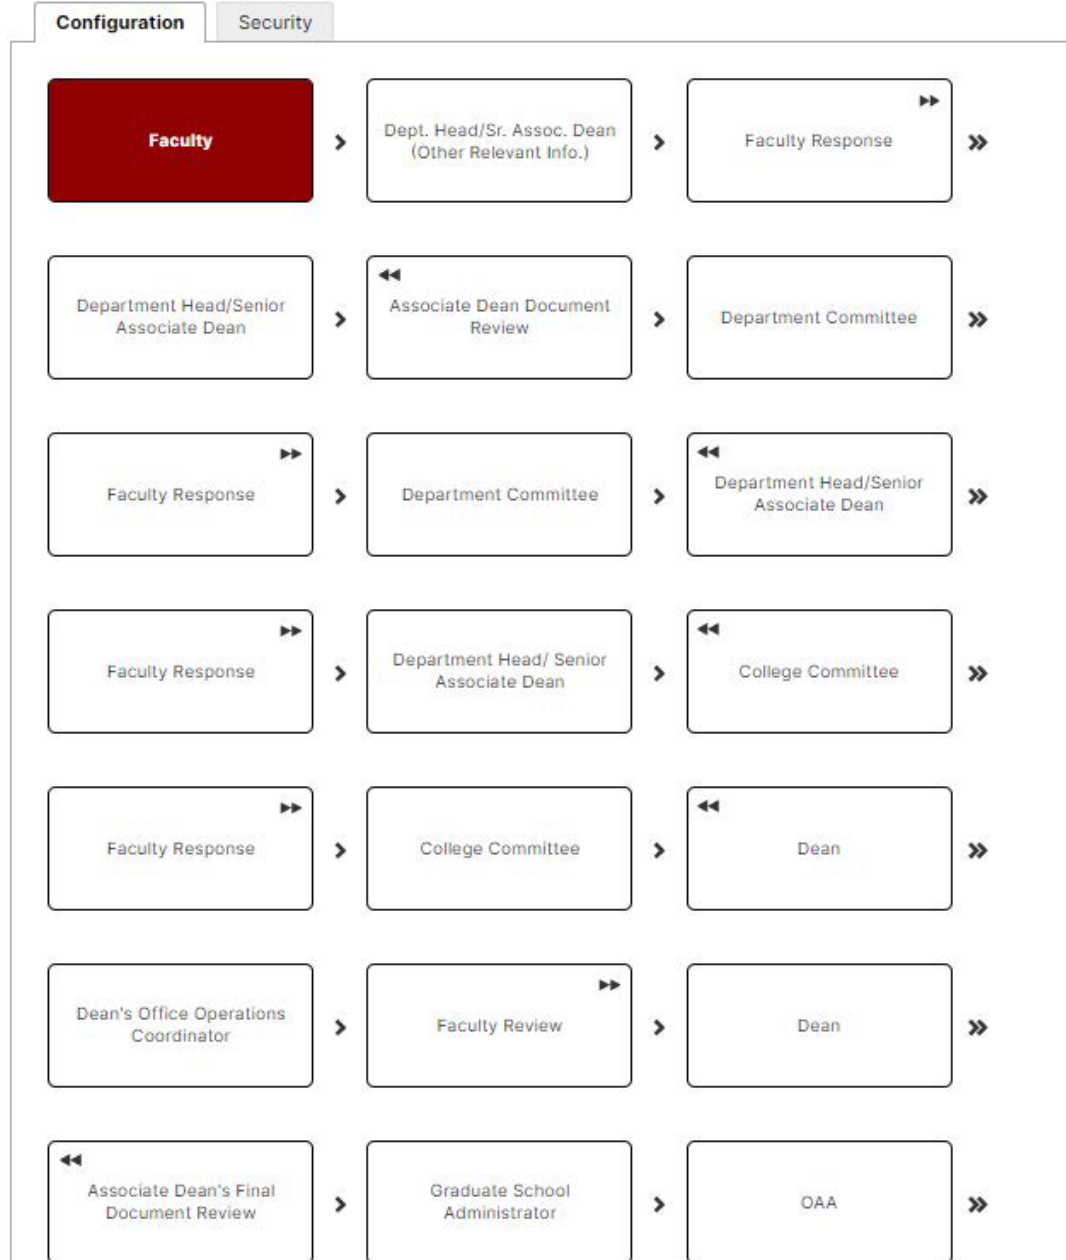 Configuration
Security
Faculty
Dept. Head/Sr. Assoc. Dean
(Other Relevant Info.)
Faculty Response
Department Head/Senior
Associate Dean
Associate Dean Document
Review
Department Committee
Faculty Response
Department Committee
Department Head/Senior
Associate Dean
Faculty Response
Department Head/ Senior
Associate Dean
College Committee
Faculty Response
College Committee
Dean
Dean's Office Operations
Coordinator
Faculty Review
Dean
Associate Dean's Final
Document Review
Graduate School
Administrator
OAA